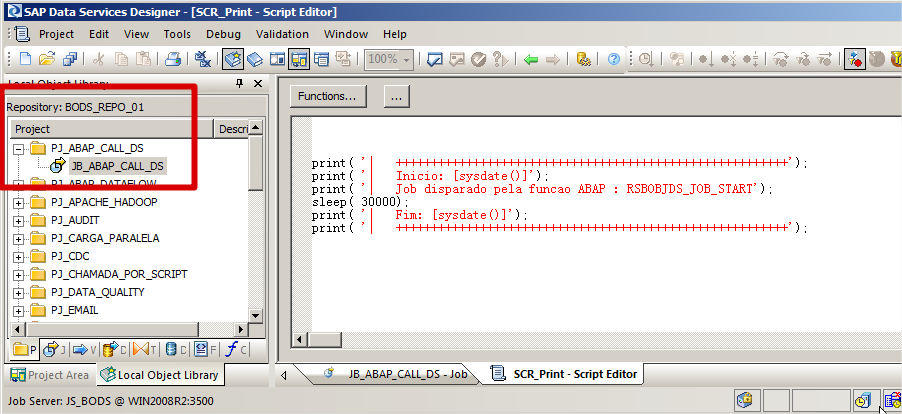 SAP Data Services Designer - [SCR_Print - Script Editor]
Project Edit View Tools Debug Validation Window Help
100%
Local Object Library
Repository: BODS_REPO_01
Project Descri
PJ_ABAP_CALL_DS
JB_ABAP_CALL_DS
PJ_ABAP_DATAFLOW
PJ_APACHE_HADOOP
PJ_AUDIT
PJ_CARGA_PARALELA
PJ_CDC
PJ_CHAMADA_POR_SCRIPT
PJ_DATA_QUALITY
PJ_EMAIL
P J V D T D F C
Project Area Local Object Library
Functions... ...
print( '|   ++++++++++++++++++++++++++++++++++++++++++++++++++++++');
print( '|   Inicio: [sysdate()]');
print( '|   Job disparado pela funcao ABAP : RSBOBJDS_JOB_START');
sleep( 30000);
print( '|   Fim: [sysdate()]');
print( '|   ++++++++++++++++++++++++++++++++++++++++++++++++++++++');
JB_ABAP_CALL_DS - Job SCR_Print - Script Editor
Job Server: JS_BODS @ WIN2008R2:3500